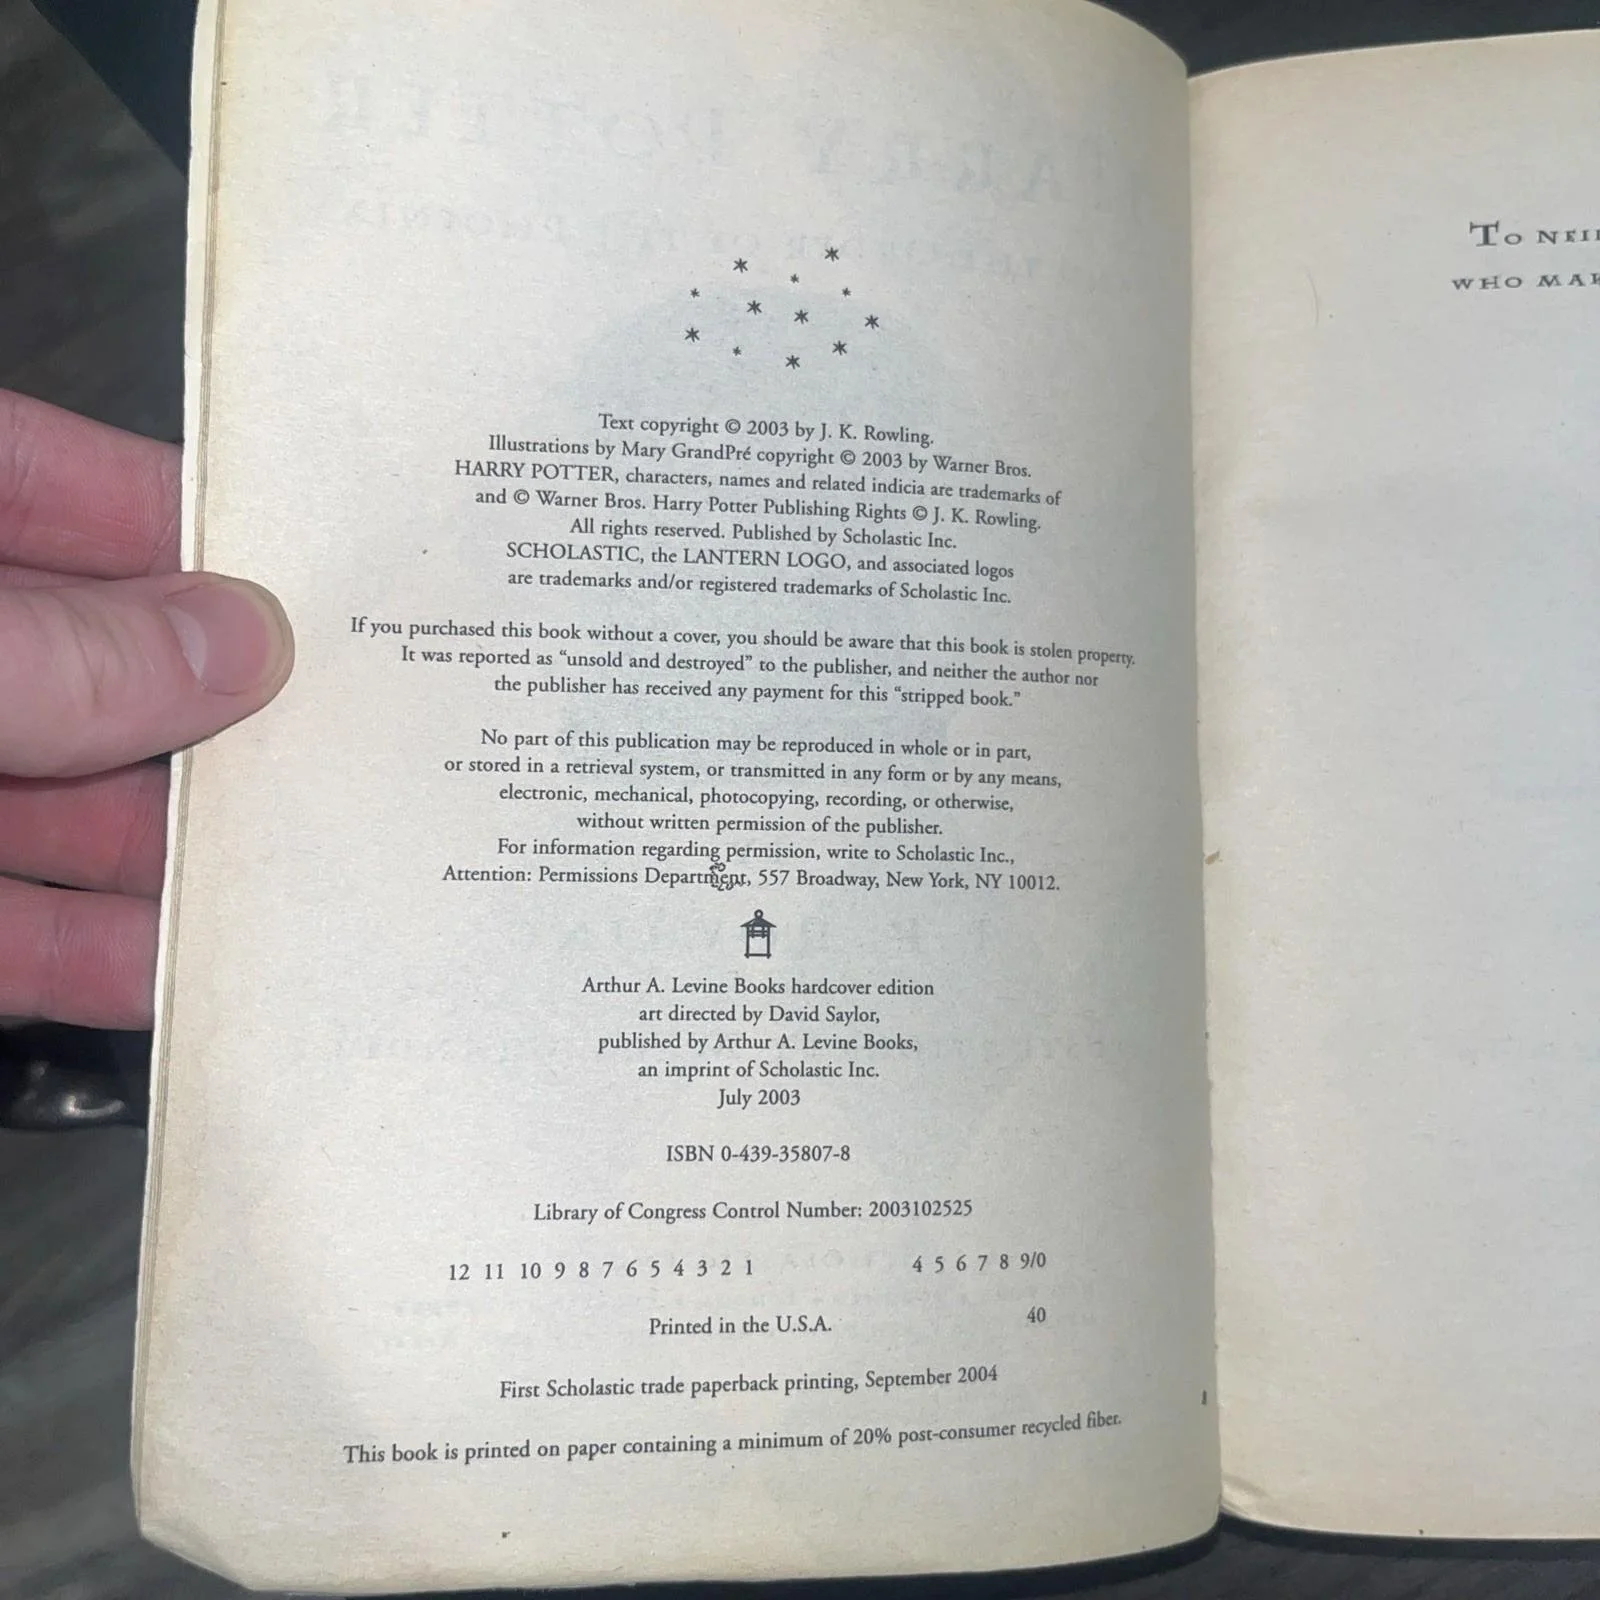 Text copyright © 2003 by J. K. Rowling.
Illustrations by Mary GrandPré copyright © 2003 by Warner Bros.
HARRY POTTER, characters, names and related indicia are trademarks of
and © Warner Bros. Harry Potter Publishing Rights © J. K. Rowling.
All rights reserved. Published by Scholastic Inc.
SCHOLASTIC, the LANTERN LOGO, and associated logos
are trademarks and/or registered trademarks of Scholastic Inc.
If you purchased this book without a cover, you should be aware that this book is stolen property.
It was reported as “unsold and destroyed” to the publisher, and neither the author nor
the publisher has received any payment for this “stripped book.”
No part of this publication may be reproduced in whole or in part,
or stored in a retrieval system, or transmitted in any form or by any means,
electronic, mechanical, photocopying, recording, or otherwise,
without written permission of the publisher.
For information regarding permission, write to Scholastic Inc.,
Attention: Permissions Department, 557 Broadway, New York, NY 10012.
Arthur A. Levine Books hardcover edition
art directed by David Saylor,
published by Arthur A. Levine Books,
an imprint of Scholastic Inc.
July 2003
ISBN 0-439-35807-8
Library of Congress Control Number: 2003102525
12 11 10 9 8 7 6 5 4 3 2 1 4 5 6 7 8 9/0
Printed in the U.S.A. 40
First Scholastic trade paperback printing, September 2004
This book is printed on paper containing a minimum of 20% post-consumer recycled fiber.
To
who